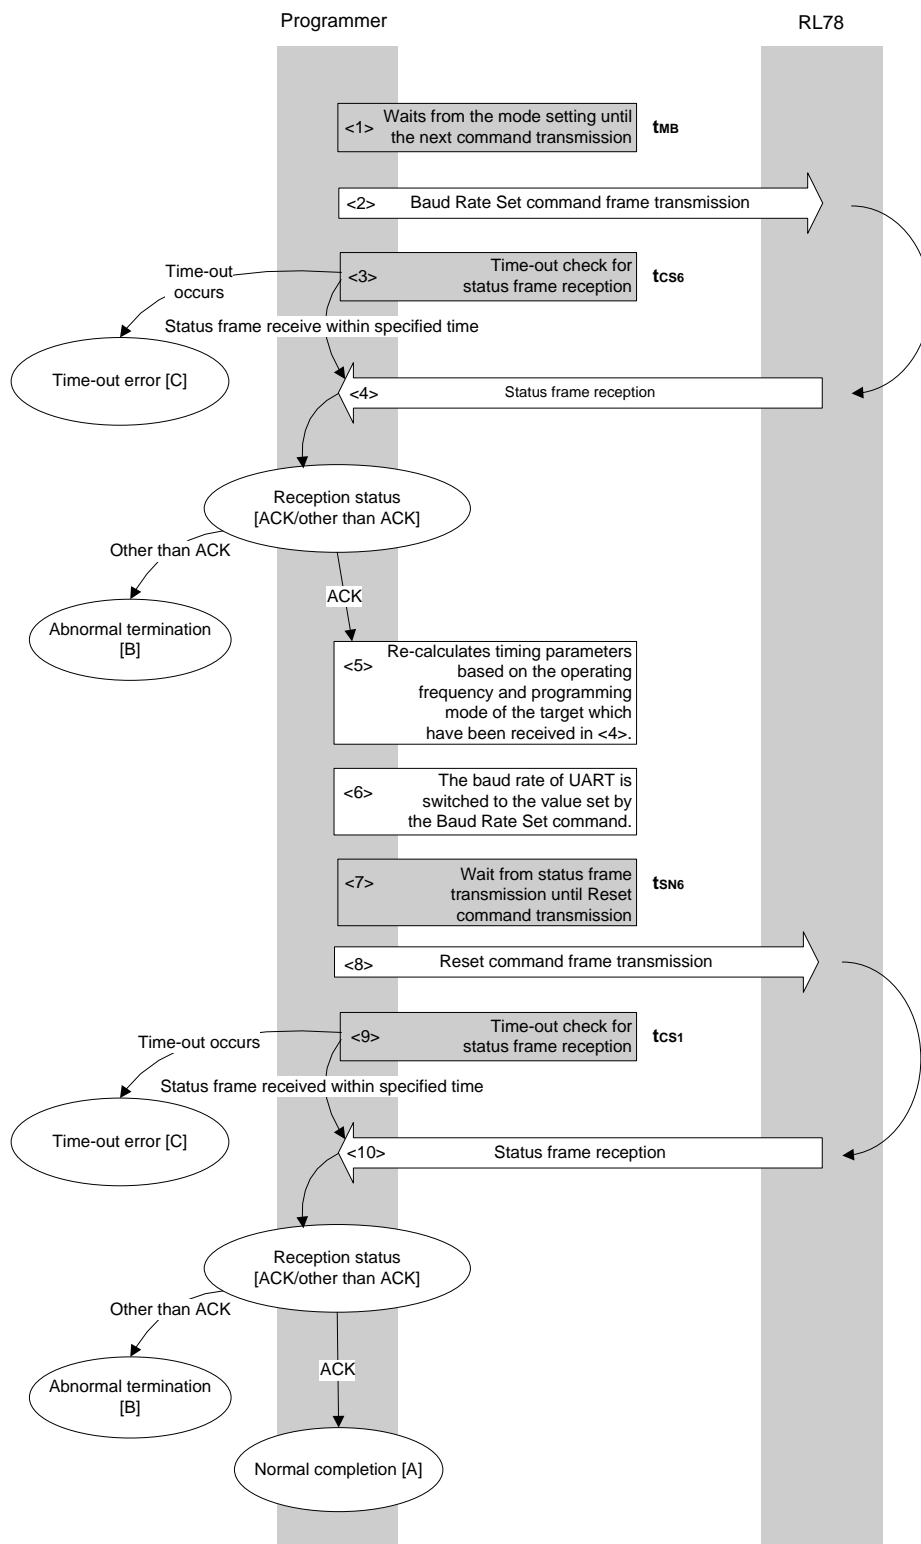 Programmer
RL78
<1> Waits from the mode setting until
the next command transmission
tMB
<2> Baud Rate Set command frame transmission
Time-out
occurs
<3> Time-out check for
status frame reception
tCS6
Status frame receive within specified time
Time-out error [C]
<4> Status frame reception
Reception status
[ACK/other than ACK]
Other than ACK
ACK
Abnormal termination
[B]
<5> Re-calculates timing parameters
based on the operating
frequency and programming
mode of the target which
have been received in <4>.
<6> The baud rate of UART is
switched to the value set by
the Baud Rate Set command.
<7> Wait from status frame
transmission until Reset
command transmission
tSN6
<8> Reset command frame transmission
Time-out occurs
<9> Time-out check for
status frame reception
tCS1
Status frame received within specified time
Time-out error [C]
<10> Status frame reception
Reception status
[ACK/other than ACK]
Other than ACK
ACK
Abnormal termination
[B]
Normal completion [A]